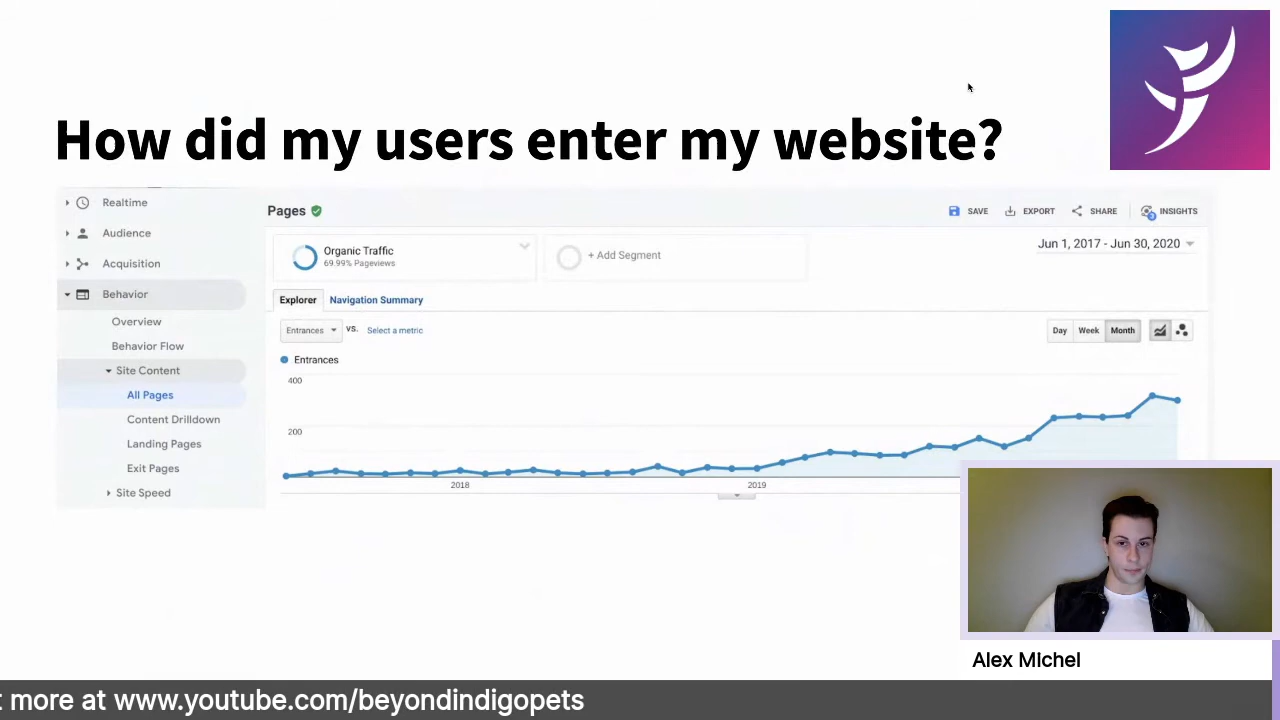 How did my users enter my website?
Realtime
Audience
Acquisition
Behavior
Overview
Behavior Flow
Site Content
All Pages
Content Drilldown
Landing Pages
Exit Pages
Site Speed
Pages
SAVE
EXPORT
SHARE
INSIGHTS
3
Jun 1, 2017 - Jun 30, 2020
Organic Traffic
69.99% Pageviews
+ Add Segment
Explorer
Navigation Summary
Entrances
VS.
Select a metric
Day
Week
Month
Entrances
400
200
2018
2019
Alex Michel
more at www.youtube.com/beyondindigopets